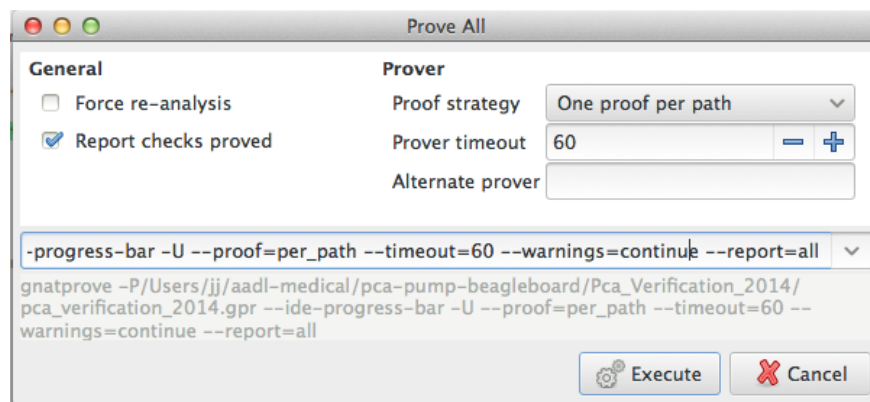 Prove All
General
Prover
Force re-analysis
Proof strategy
One proof per path
Report checks proved
Prover timeout
60
Alternate prover
-progress-bar -U --proof=per_path --timeout=60 --warnings=continue --report=all
gnatprove -P/Users/jj/aadl-medical/pca-pump-beagleboard/Pca_Verification_2014/
pca_verification_2014.gpr --ide-progress-bar -U --proof=per_path --timeout=60 --
warnings=continue --report=all
Execute
Cancel